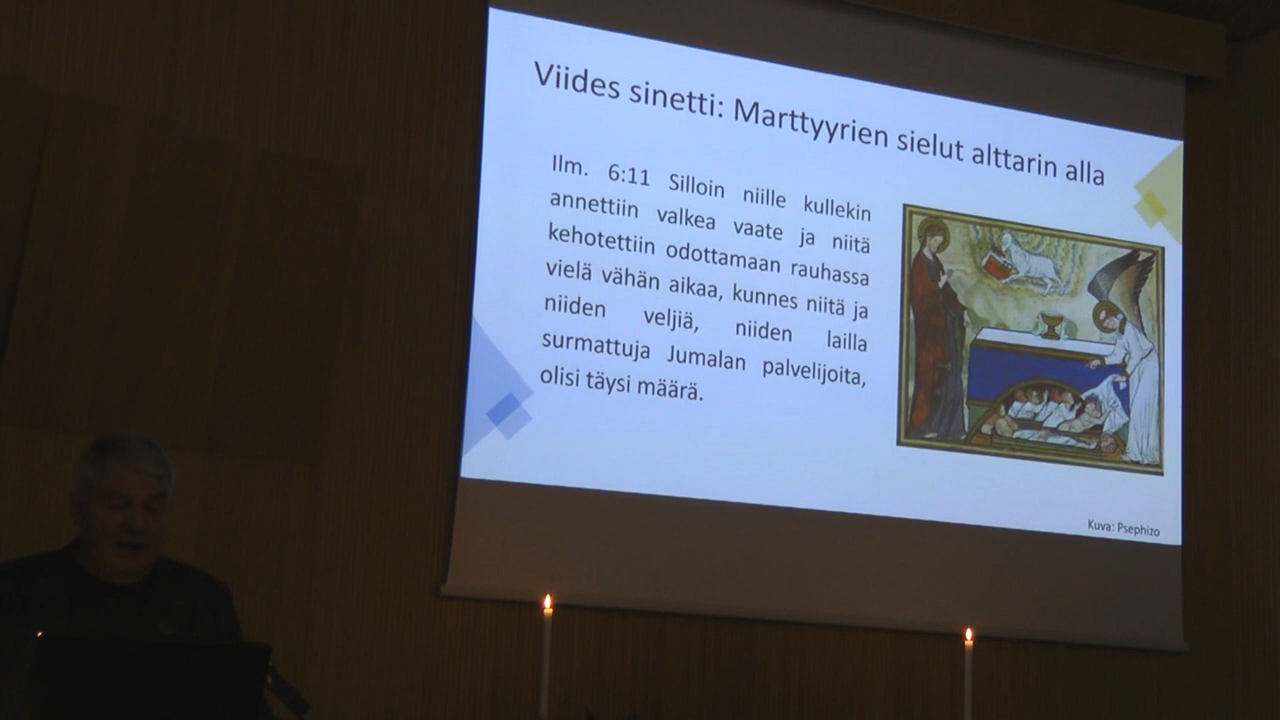 Viides sinetti: Marttyyrien sielut alttarin alla
Ilm. 6:11 Silloin niille kullekin
annettiin valkea vaate ja niitä
kehotettiin odottamaan rauhassa
vielä vähän aikaa, kunnes niitä ja
niiden veljiä, niiden lailla
surmattuja Jumalan palvelijoita,
olisi täysi määrä.
Kuva: Psephizo